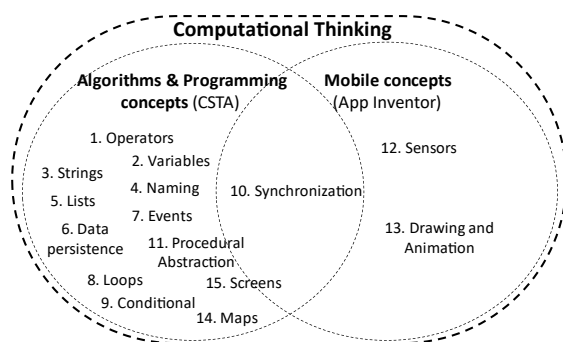 Computational Thinking
Algorithms & Programming
concepts (CSTA)
Mobile concepts
(App Inventor)
1. Operators
2. Variables
3. Strings
4. Naming
5. Lists
7. Events
6. Data
persistence
11. Procedural
Abstraction
8. Loops
15. Screens
9. Conditional
14. Maps
10. Synchronization
12. Sensors
13. Drawing and
Animation